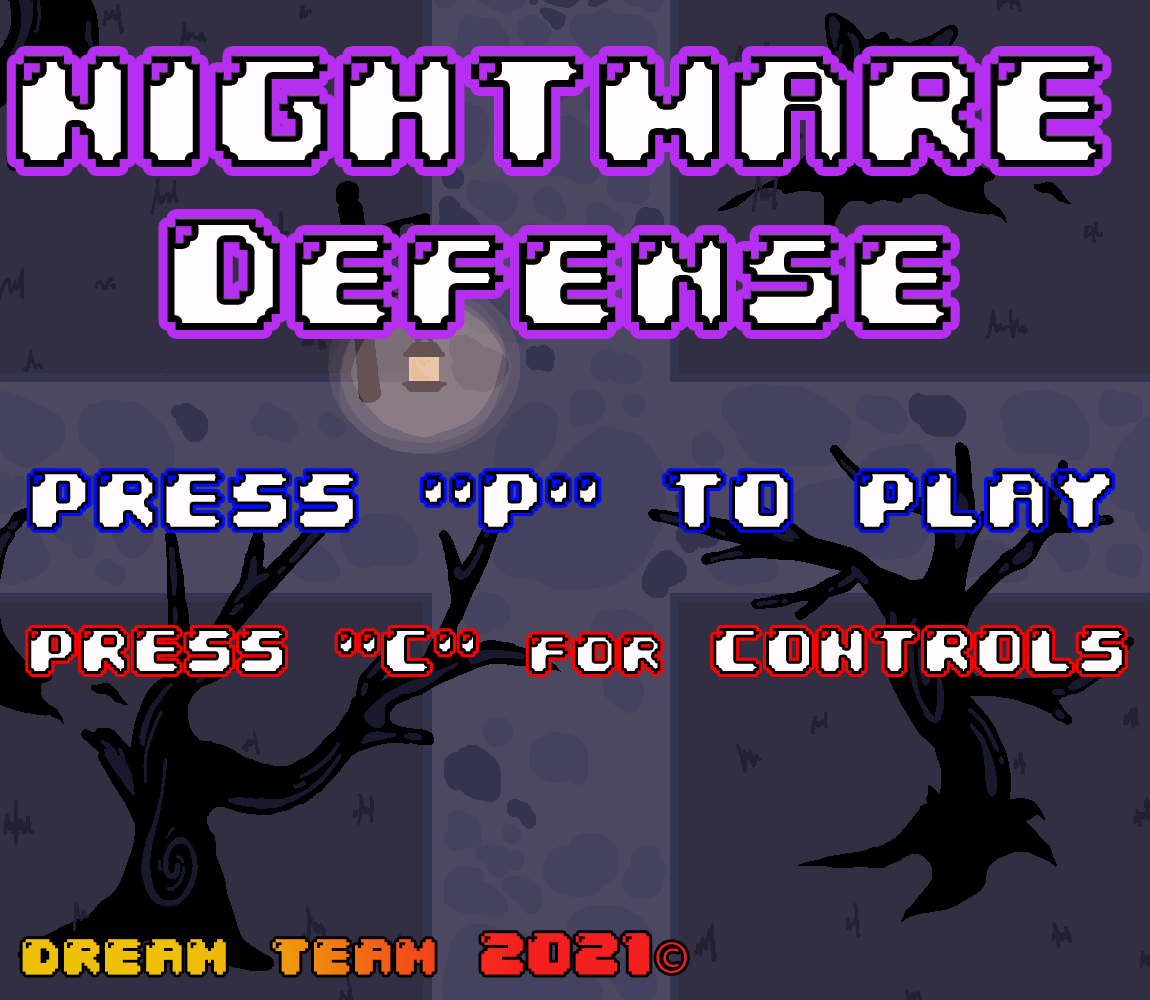 NIGHTMARE
DEFENSE
PRESS "P" TO PLAY
PRESS "C" FOR CONTROLS
DREAM TEAM 2021©